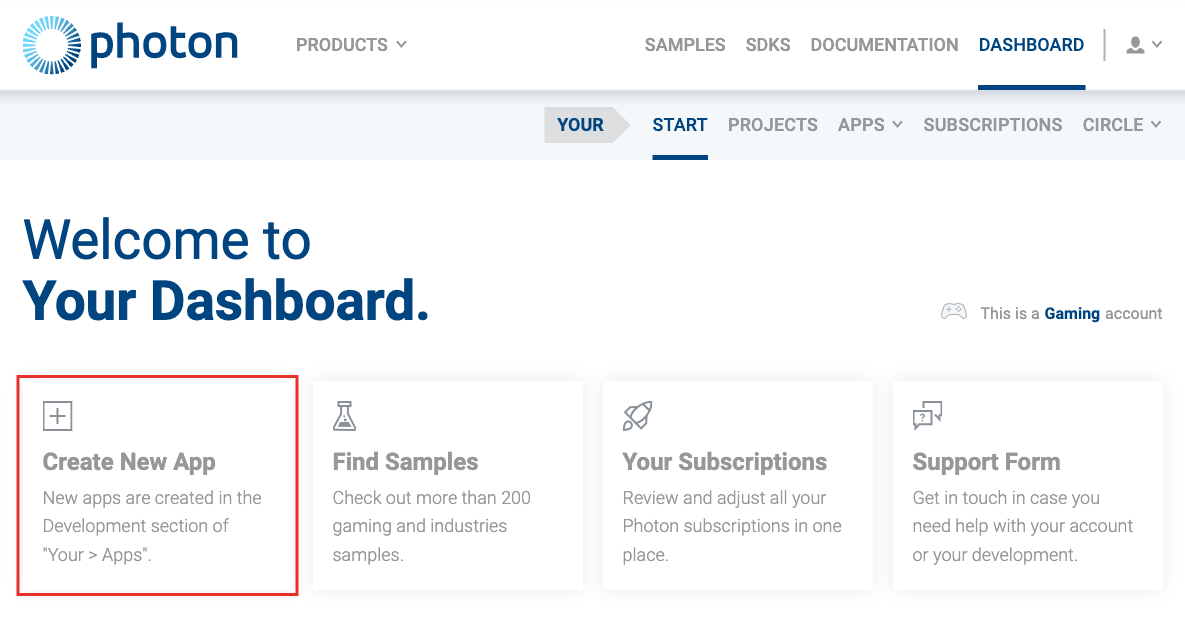 photon
PRODUCTS
SAMPLES SDKS DOCUMENTATION DASHBOARD
YOUR START PROJECTS APPS SUBSCRIPTIONS CIRCLE
Welcome to
Your Dashboard.
This is a Gaming account
Create New App
New apps are created in the
Development section of
"Your > Apps".
Find Samples
Check out more than 200
gaming and industries
samples.
Your Subscriptions
Review and adjust all your
Photon subscriptions in one
place.
?
Support Form
Get in touch in case you
need help with your account
or your development.